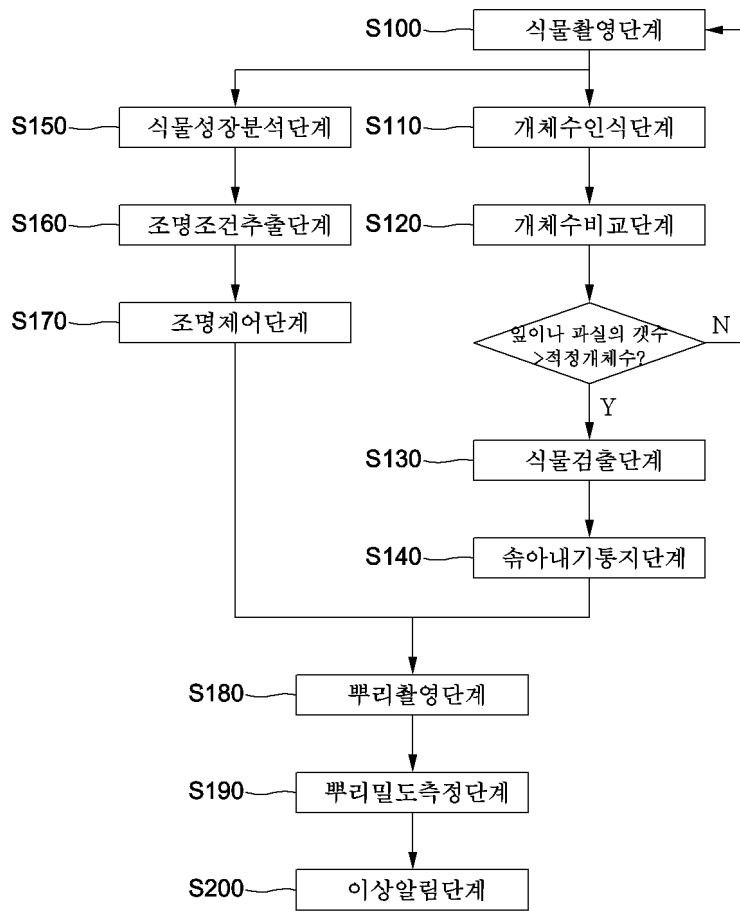 S100 식물촬영단계
S150 식물성장분석단계
S110 개체수인식단계
S160 조명조건추출단계
S120 개체수비교단계
S170 조명제어단계
잎이나 과실의 갯수
>적정개체수?
N
Y
S130 식물검출단계
S140 솎아내기통지단계
S180 뿌리촬영단계
S190 뿌리밀도측정단계
S200 이상알림단계